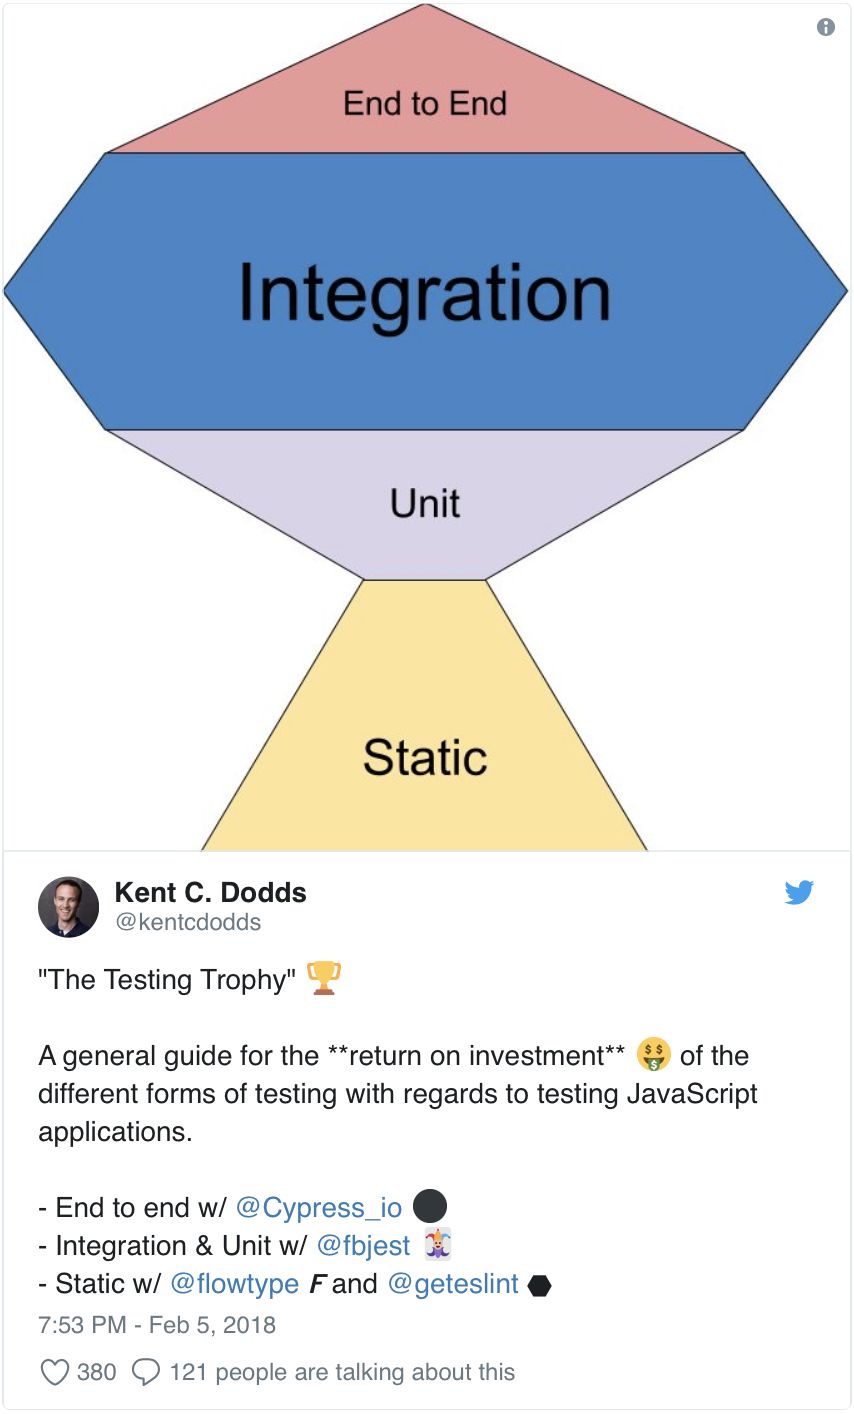 End to End
Integration
Unit
Static
Kent C. Dodds
@kentcdodds
"The Testing Trophy" 🏆
A general guide for the **return on investment** 🤑 of the
different forms of testing with regards to testing JavaScript
applications.
- End to end w/ @Cypress_io ⚫
- Integration & Unit w/ @fbjest 🃏
- Static w/ @flowtype 𝙁 and @geteslint ⬣
7:53 PM - Feb 5, 2018
380 121 people are talking about this